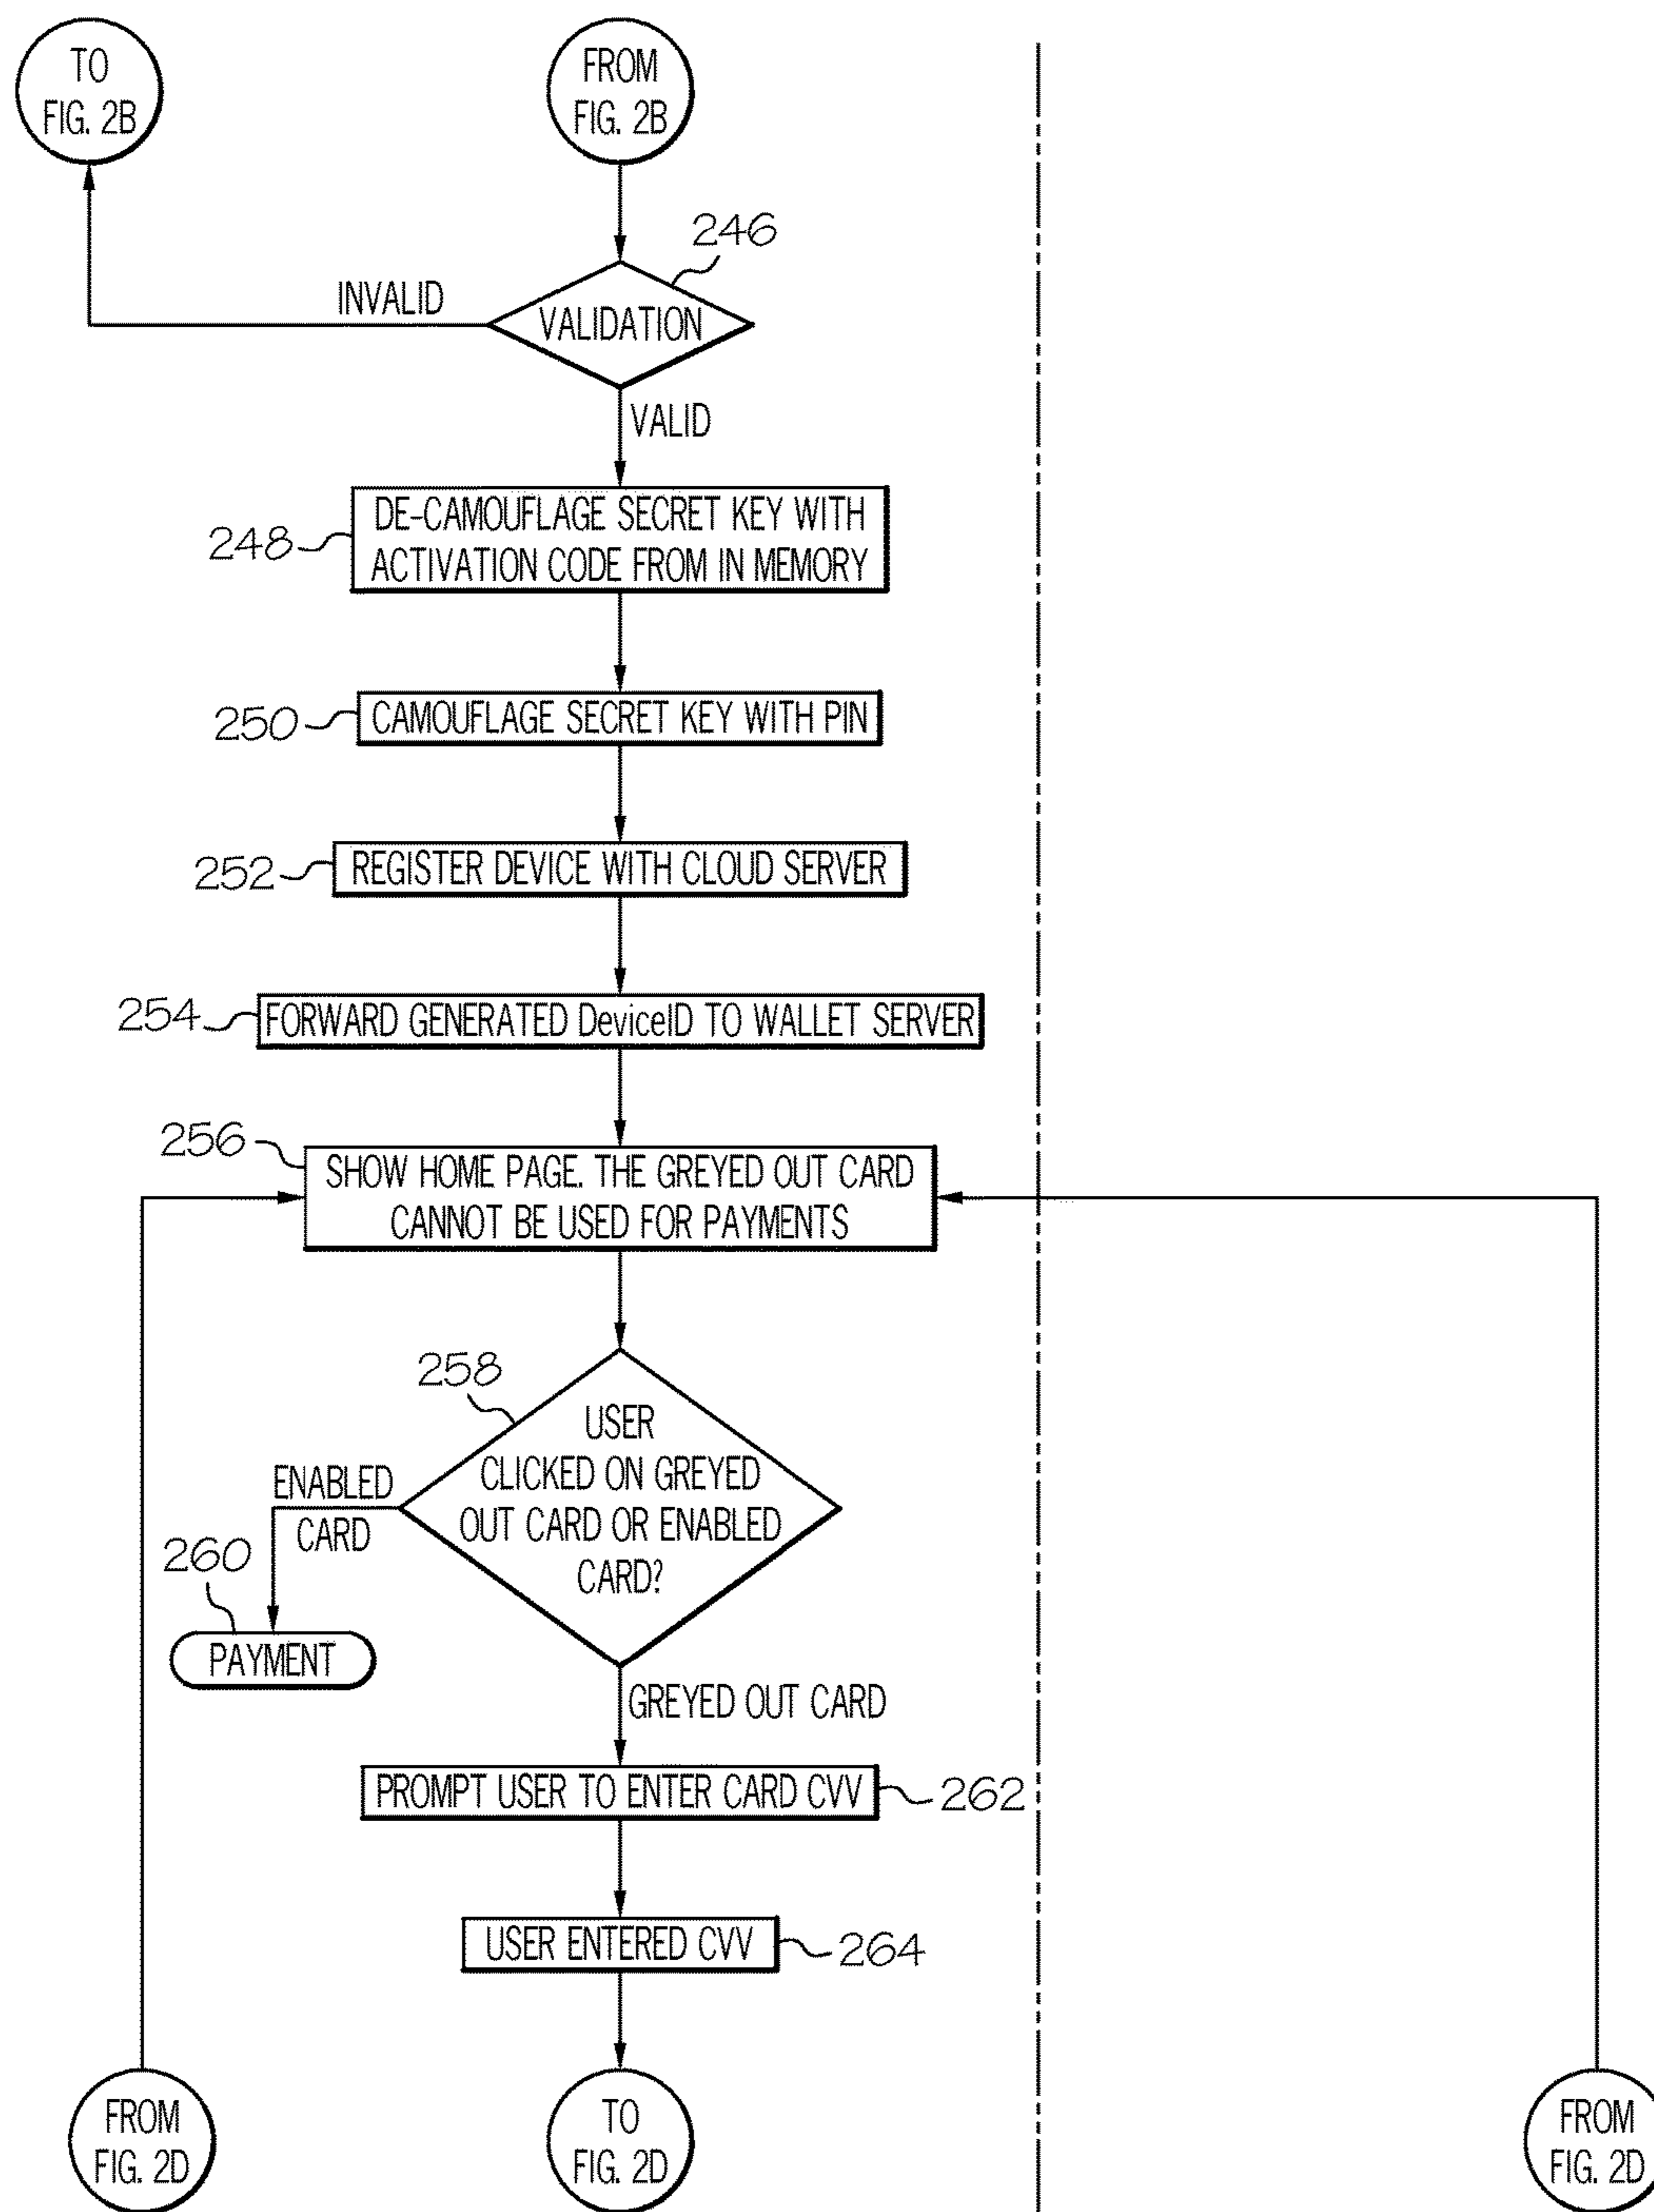 TO
FIG. 2B
FROM
FIG. 2B
246
INVALID
VALIDATION
VALID
248
DE-CAMOUFLAGE SECRET KEY WITH
ACTIVATION CODE FROM IN MEMORY
250
CAMOUFLAGE SECRET KEY WITH PIN
252
REGISTER DEVICE WITH CLOUD SERVER
254
FORWARD GENERATED DeviceID TO WALLET SERVER
256
SHOW HOME PAGE. THE GREYED OUT CARD
CANNOT BE USED FOR PAYMENTS
258
USER
CLICKED ON GREYED
OUT CARD OR ENABLED
CARD?
ENABLED
CARD
260
PAYMENT
GREYED OUT CARD
PROMPT USER TO ENTER CARD CVV
262
USER ENTERED CVV
264
FROM
FIG. 2D
TO
FIG. 2D
FROM
FIG. 2D